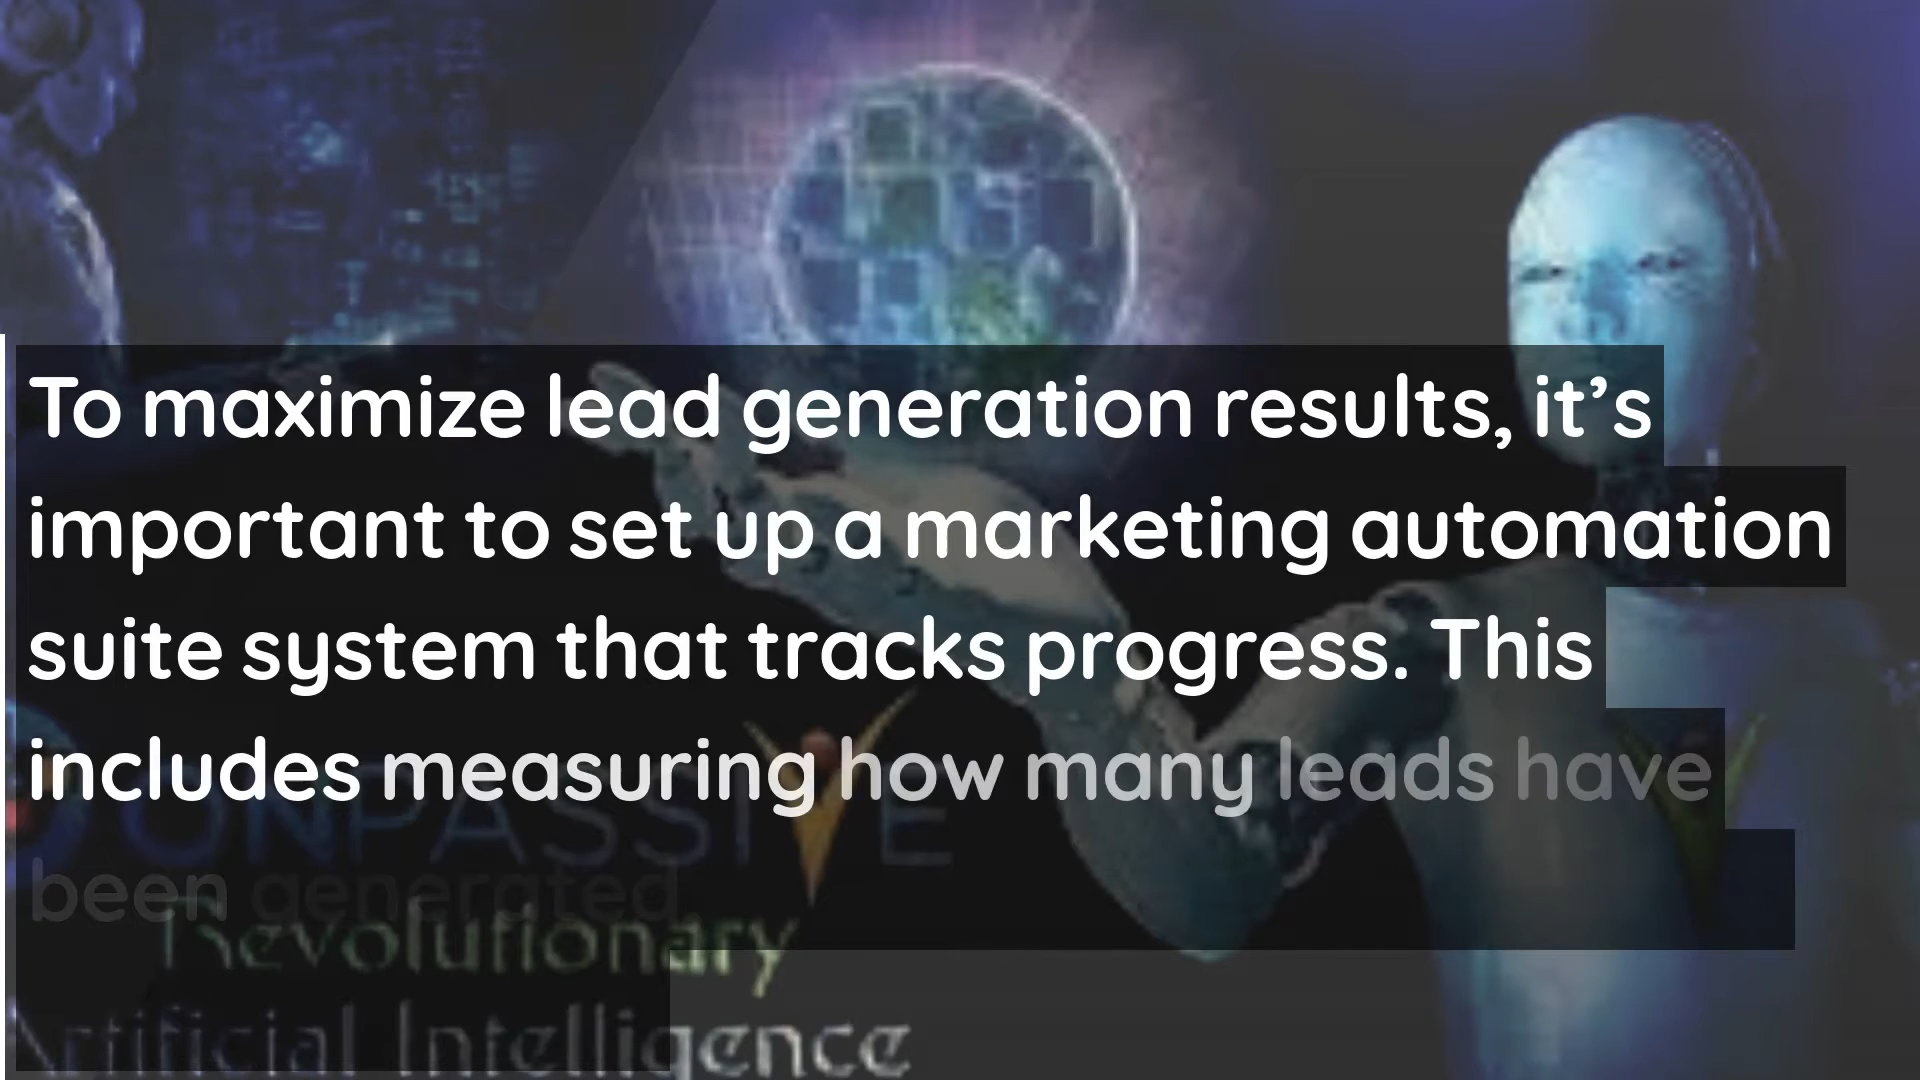 To maximize lead generation results, it’s
important to set up a marketing automation
suite system that tracks progress. This
includes measuring how many leads have
been generated
ONPASSIVE
Revolutionary
Artificial Intelligence